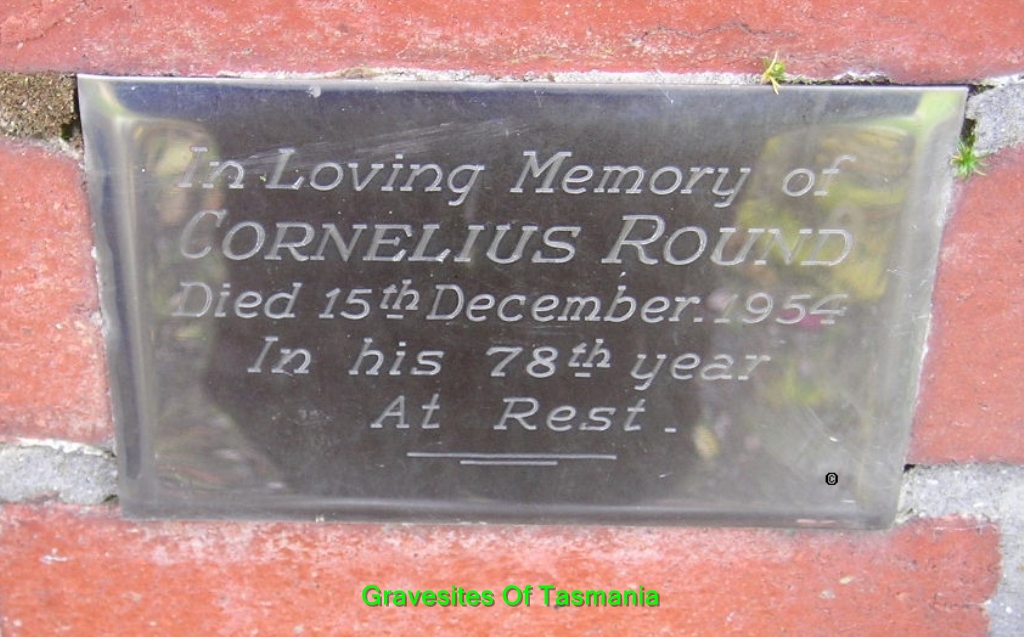 In Loving Memory of
CORNELIUS ROUND
Died 15th December. 1954
In his 78th year
At Rest.
©
Gravesites Of Tasmania